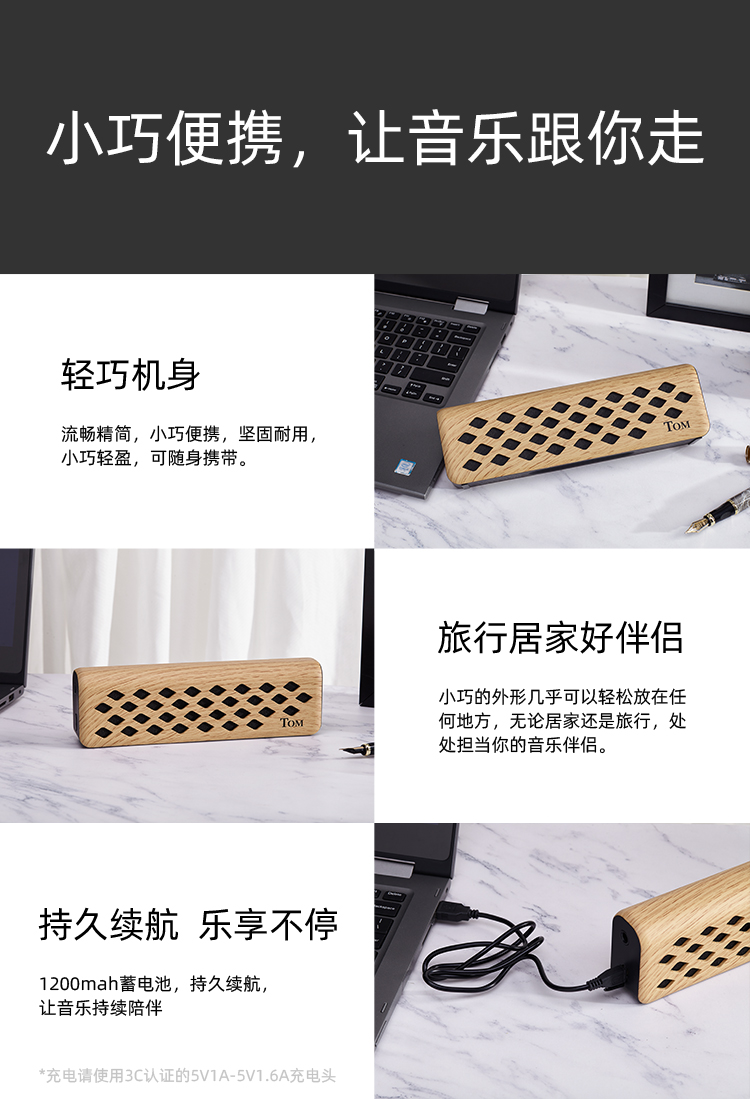 小巧便携，让音乐跟你走
轻巧机身
流畅精简，小巧便携，坚固耐用，
小巧轻盈，可随身携带。
TOM
TOM
旅行居家好伴侣
小巧的外形几乎可以轻松放在任
何地方，无论居家还是旅行，处
处担当你的音乐伴侣。
持久续航 乐享不停
1200mah蓄电池，持久续航，
让音乐持续陪伴
*充电请使用3C认证的5V1A-5V1.6A充电头